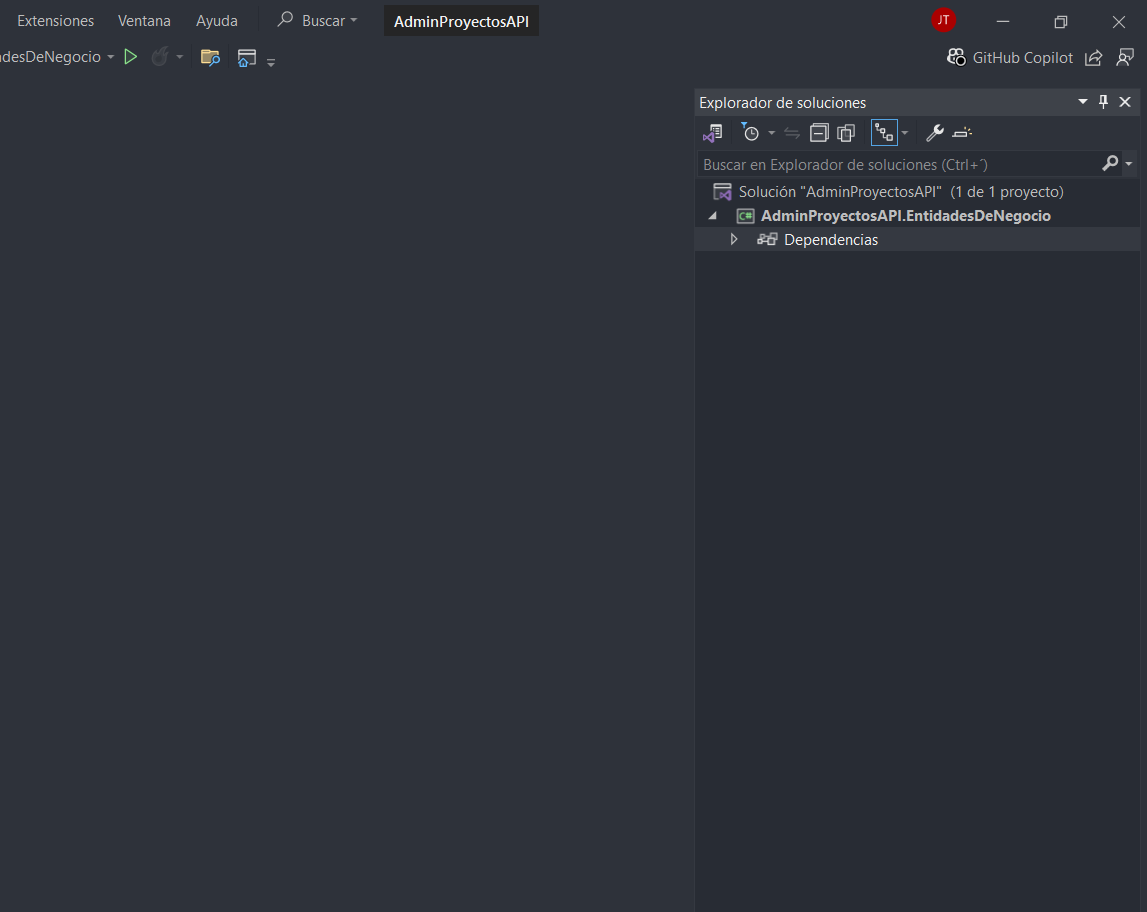 Extensiones Ventana Ayuda Buscar AdminProyectosAPI JT
adesDeNegocio GitHub Copilot
Explorador de soluciones
Buscar en Explorador de soluciones (Ctrl+´)
Solución "AdminProyectosAPI" (1 de 1 proyecto)
C# AdminProyectosAPI.EntidadesDeNegocio
Dependencias